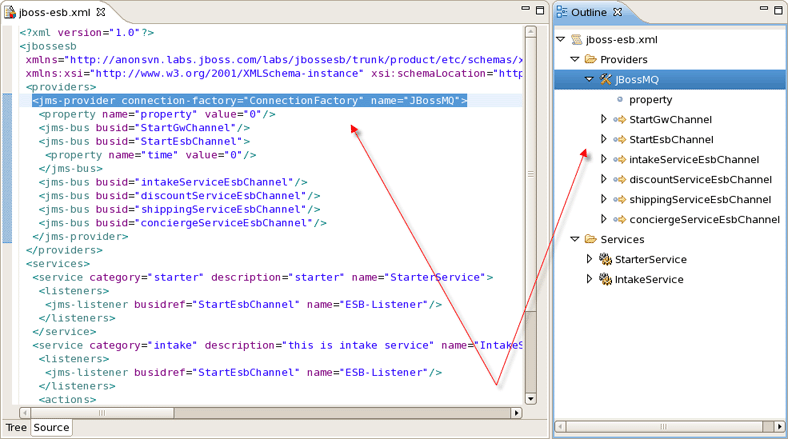 jboss-esb.xml
<?xml version="1.0"?>
<jbossesb
xmlns="http://anonsvn.labs.jboss.com/labs/jbossesb/trunk/product/etc/schemas/x
xmlns:xsi="http://www.w3.org/2001/XMLSchema-instance" xsi:schemaLocation="http
<providers>
<jms-provider connection-factory="ConnectionFactory" name="JBossMQ">
<property name="property" value="0"/>
<jms-bus busid="StartGwChannel"/>
<jms-bus busid="StartEsbChannel">
<property name="time" value="0"/>
</jms-bus>
<jms-bus busid="intakeServiceEsbChannel"/>
<jms-bus busid="discountServiceEsbChannel"/>
<jms-bus busid="shippingServiceEsbChannel"/>
<jms-bus busid="conciergeServiceEsbChannel"/>
</jms-provider>
</providers>
<services>
<service category="starter" description="starter" name="StarterService">
<listeners>
<jms-listener busidref="StartEsbChannel" name="ESB-Listener"/>
</listeners>
</service>
<service category="intake" description="this is intake service" name="IntakeS
<listeners>
<jms-listener busidref="StartEsbChannel" name="ESB-Listener"/>
</listeners>
<actions>
Tree Source
Outline
jboss-esb.xml
Providers
JBossMQ
property
StartGwChannel
StartEsbChannel
intakeServiceEsbChannel
discountServiceEsbChannel
shippingServiceEsbChannel
conciergeServiceEsbChannel
Services
StarterService
IntakeService